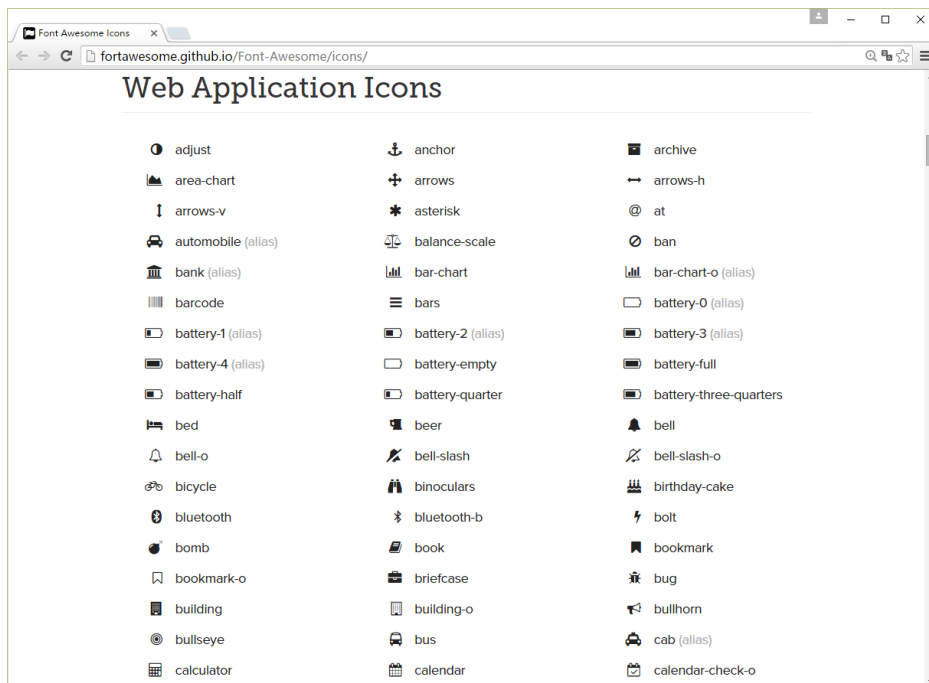 Font Awesome Icons
fortawesome.github.io/Font-Awesome/icons/
Web Application Icons
adjust anchor archive
area-chart arrows arrows-h
arrows-v asterisk at
automobile (alias) balance-scale ban
bank (alias) bar-chart bar-chart-o (alias)
barcode bars battery-0 (alias)
battery-1 (alias) battery-2 (alias) battery-3 (alias)
battery-4 (alias) battery-empty battery-full
battery-half battery-quarter battery-three-quarters
bed beer bell
bell-o bell-slash bell-slash-o
bicycle binoculars birthday-cake
bluetooth bluetooth-b bolt
bomb book bookmark
bookmark-o briefcase bug
building building-o bullhorn
bullseye bus cab (alias)
calculator calendar calendar-check-o